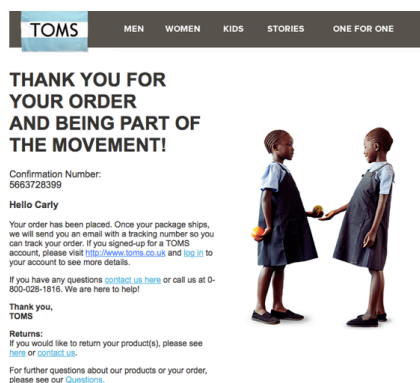 TOMS
MEN WOMEN KIDS STORIES ONE FOR ONE
THANK YOU FOR
YOUR ORDER
AND BEING PART OF
THE MOVEMENT!
Confirmation Number:
5663728399
Hello Carly
Your order has been placed. Once your package ships,
we will send you an email with a tracking number so you
can track your order. If you signed-up for a TOMS
account, please visit http://www.toms.co.uk and log in to
your account to see more details.
If you have any questions contact us here or call us at 0-
800-028-1816. We are here to help!
Thank you,
TOMS
Returns:
If you would like to return your product(s), please see
here or contact us.
For further questions about our products or your order,
please see our Questions.